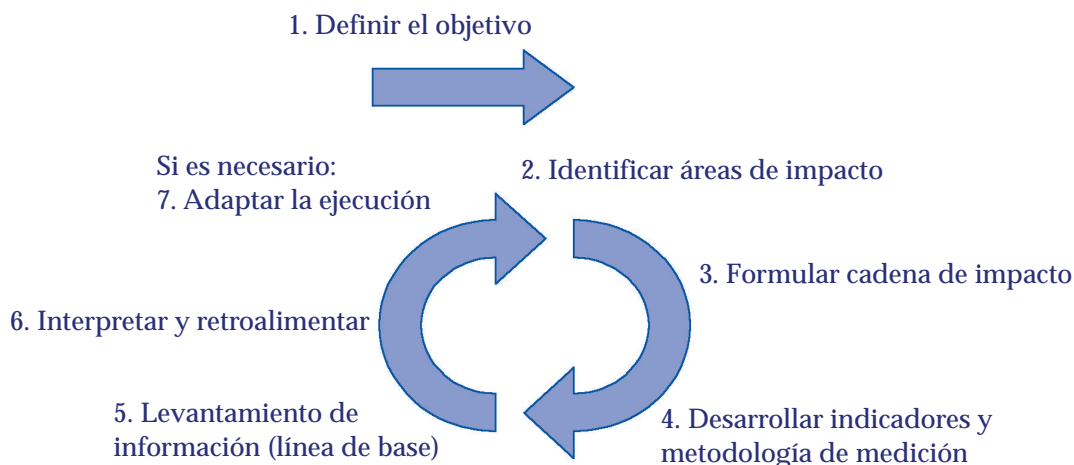 1. Definir el objetivo
Si es necesario:
7. Adaptar la ejecución
2. Identificar áreas de impacto
3. Formular cadena de impacto
6. Interpretar y retroalimentar
5. Levantamiento de
información (línea de base)
4. Desarrollar indicadores y
metodología de medición